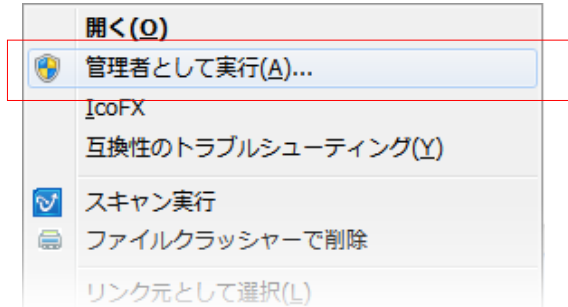 開く(O)
管理者として実行(A)...
IcoFX
互換性のトラブルシューティング(Y)
スキャン実行
ファイルクラッシャーで削除
リンク元として選択(L)